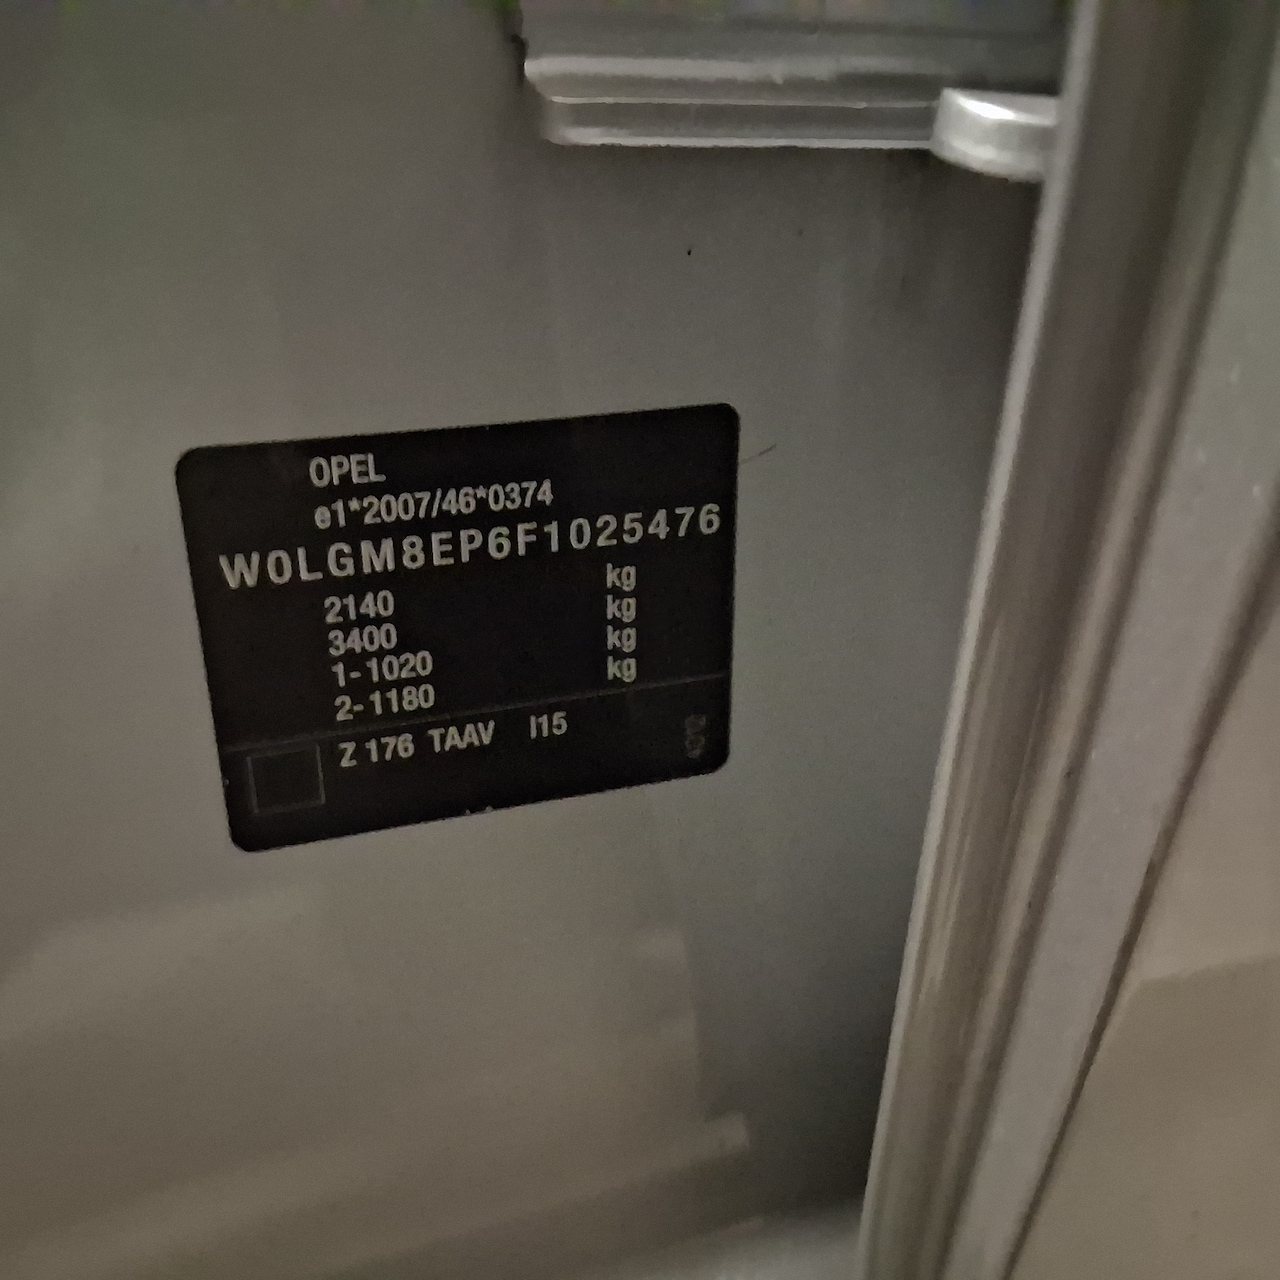 OPEL
e1*2007/46*0374
W0LGM8EP6F1025476
2140 kg
3400 kg
1-1020 kg
2-1180 kg
Z 176 TAAV I15